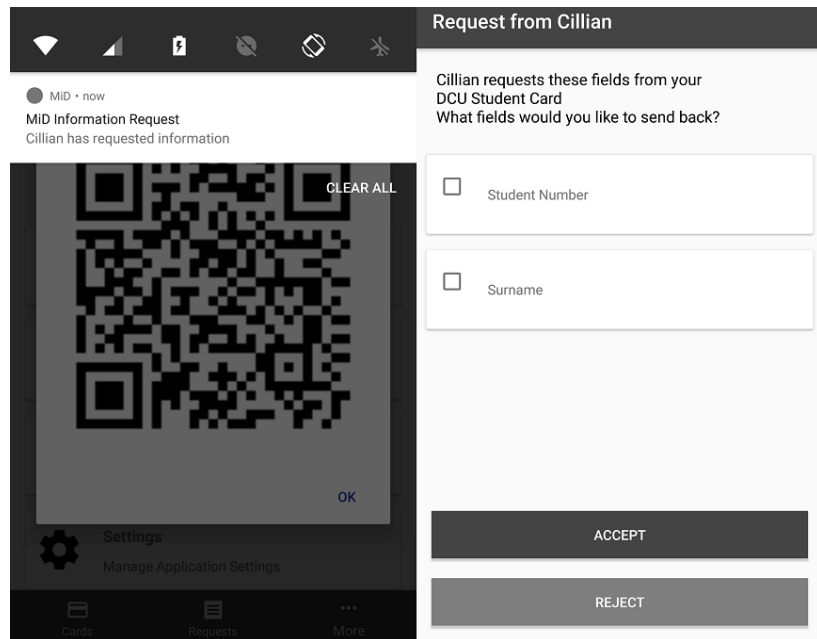 MiD • now
MiD Information Request
Cillian has requested information
CLEAR ALL
OK
Settings
Manage Application Settings
Cards
Requests
More
Request from Cillian
Cillian requests these fields from your
DCU Student Card
What fields would you like to send back?
Student Number
Surname
ACCEPT
REJECT